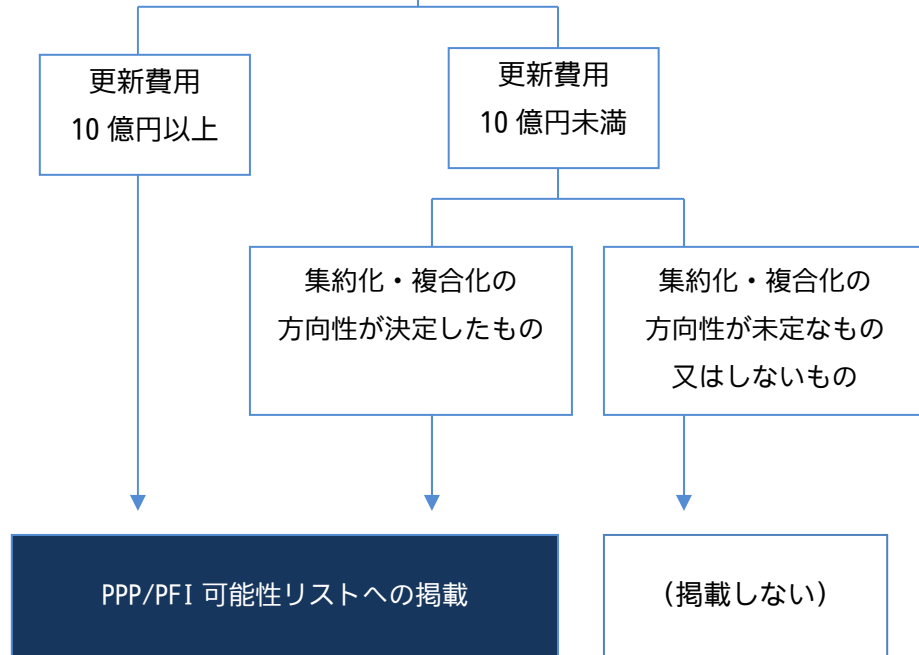 更新費用
10 億円以上
更新費用
10 億円未満
集約化・複合化の
方向性が決定したもの
集約化・複合化の
方向性が未定なもの
又はしないもの
PPP/PFI 可能性リストへの掲載
（掲載しない）